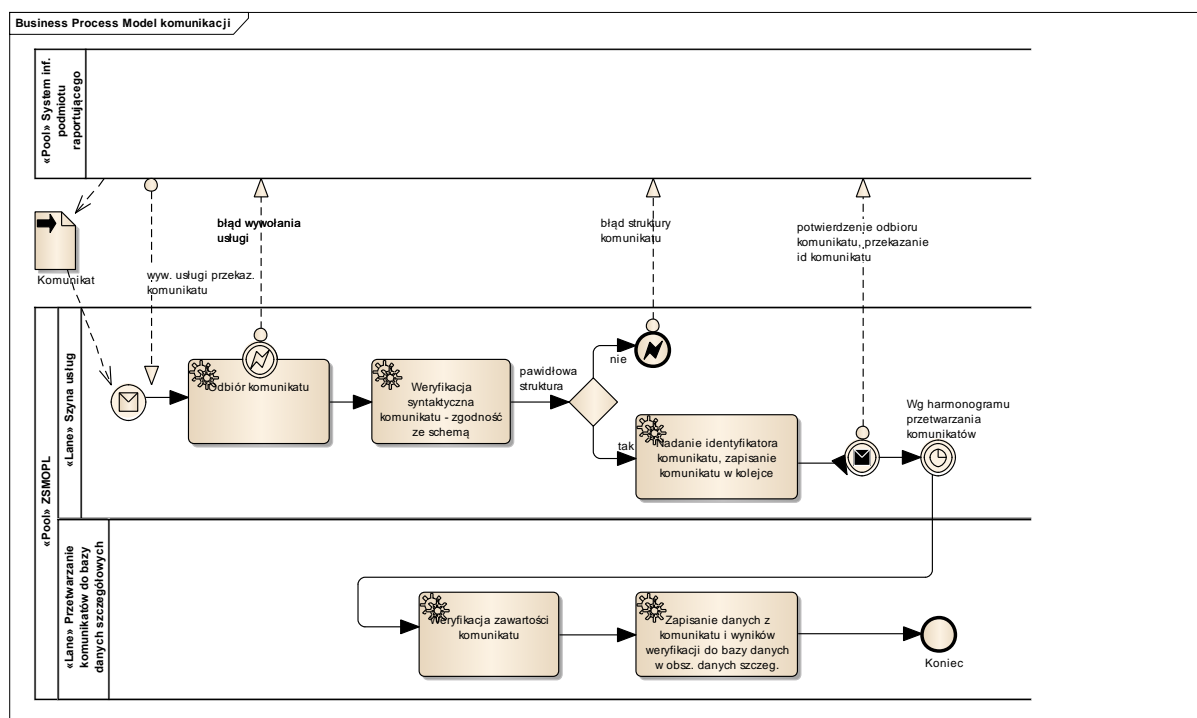 Business Process Model komunikacji
«Pool» System inf.
podmiotu
raportującego
Komunikat
wyw. usługi przekaz.
komunikatu
błąd wywołania
usługi
błąd struktury
komunikatu
potwierdzenie odbioru
komunikatu, przekazanie
id komunikatu
«Pool» ZSMOPL
«Lane» Szyna usług
Odbiór komunikatu
Weryfikacja
syntaktyczna
komunikatu - zgodność
ze schemą
pawidłowa
struktura
nie
tak
Nadanie identyfikatora
komunikatu, zapisanie
komunikatu w kolejce
Wg harmonogramu
przetwarzania
komunikatów
«Lane» Przetwarzanie
komunikatów do bazy
danych szczegółowych
Weryfikacja zawartości
komunikatu
Zapisanie danych z
komunikatu i wyników
weryfikacji do bazy danych
w obsz. danych szczeg.
Koniec